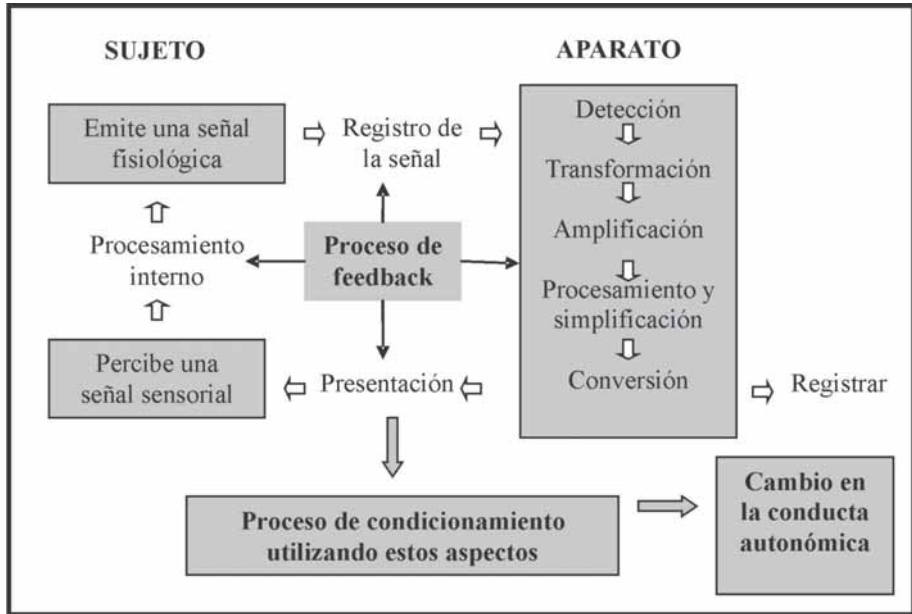 SUJETO
APARATO
Emite una señal
fisiológica
Registro de
la señal
Detección
Transformación
Amplificación
Procesamiento y
simplificación
Conversión
Registrar
Procesamiento
interno
Proceso de
feedback
Percibe una
señal sensorial
Presentación
Proceso de condicionamiento
utilizando estos aspectos
Cambio en
la conducta
autonómica